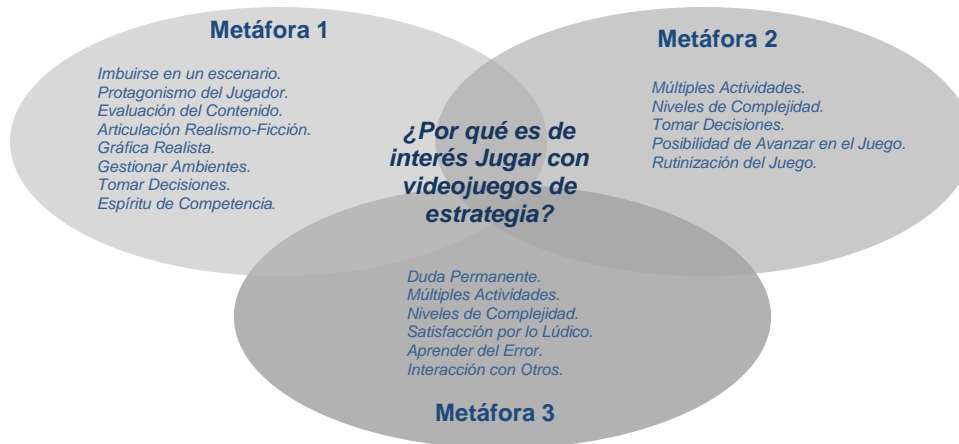 Metáfora 1
Imbuirse en un escenario.
Protagonismo del Jugador.
Evaluación del Contenido.
Articulación Realismo-Ficción.
Gráfica Realista.
Gestionar Ambientes.
Tomar Decisiones.
Espíritu de Competencia.
Metáfora 2
Múltiples Actividades.
Niveles de Complejidad.
Tomar Decisiones.
Posibilidad de Avanzar en el Juego.
Rutinización del Juego.
¿Por qué es de
interés Jugar con
videojuegos de
estrategia?
Duda Permanente.
Múltiples Actividades.
Niveles de Complejidad.
Satisfacción por lo Lúdico.
Aprender del Error.
Interacción con Otros.
Metáfora 3